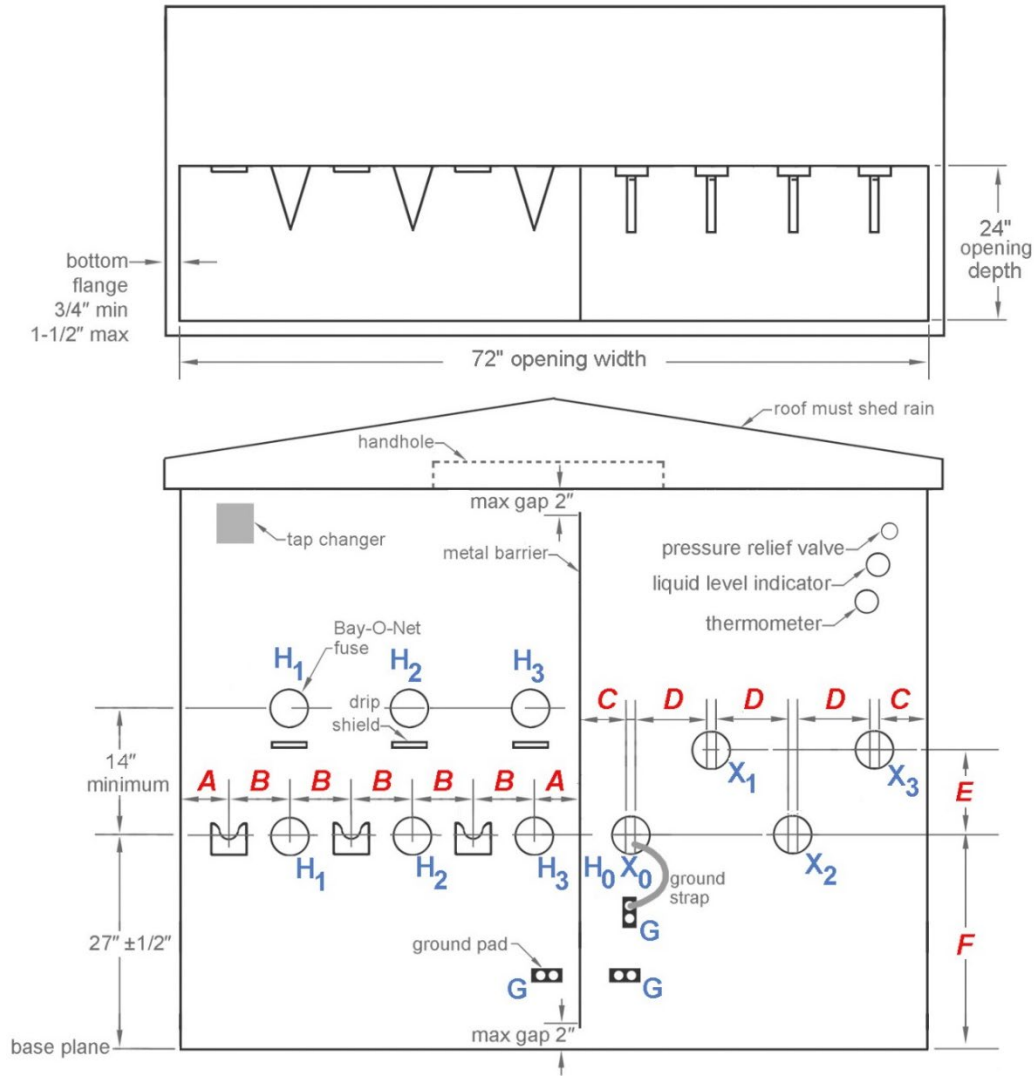 bottom
flange
3/4" min
1-1/2" max
24"
opening
depth
72" opening width
roof must shed rain
handhole
max gap 2"
tap changer
metal barrier
pressure relief valve
liquid level indicator
thermometer
Bay-O-Net
fuse
H1 H2 H3
drip
shield
C D D D C
14"
minimum
A B B B B B A
X1 X3
E
H1 H2 H3 H0 X0 X2
ground
strap
27" ±1/2"
G
F
ground pad
G G
max gap 2"
base plane